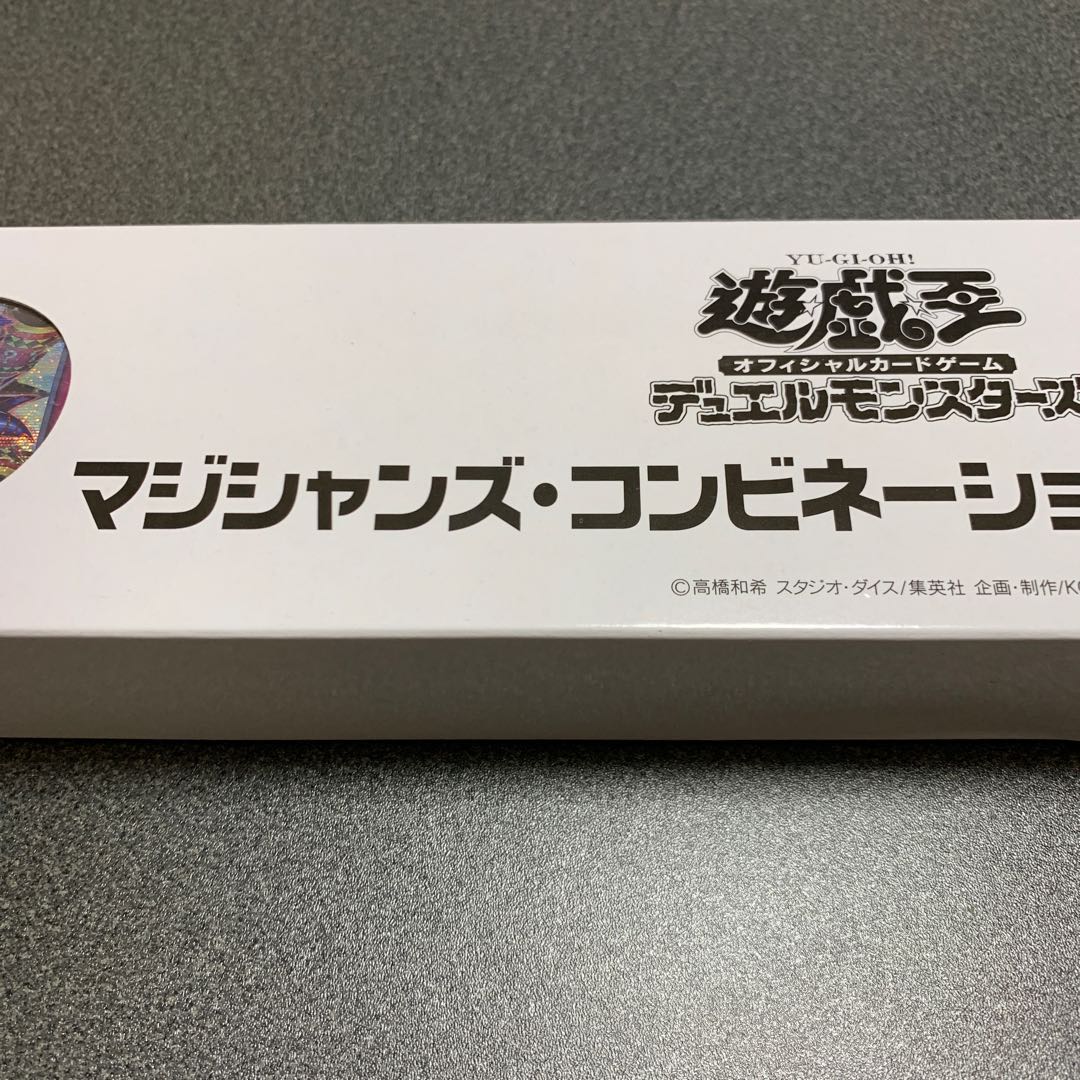 YU-GI-OH!
遊戯王
オフィシャルカードゲーム
デュエルモンスターズ
マジシャンズ・コンビネーショ
©高橋和希 スタジオ・ダイス/集英社 企画・制作/K